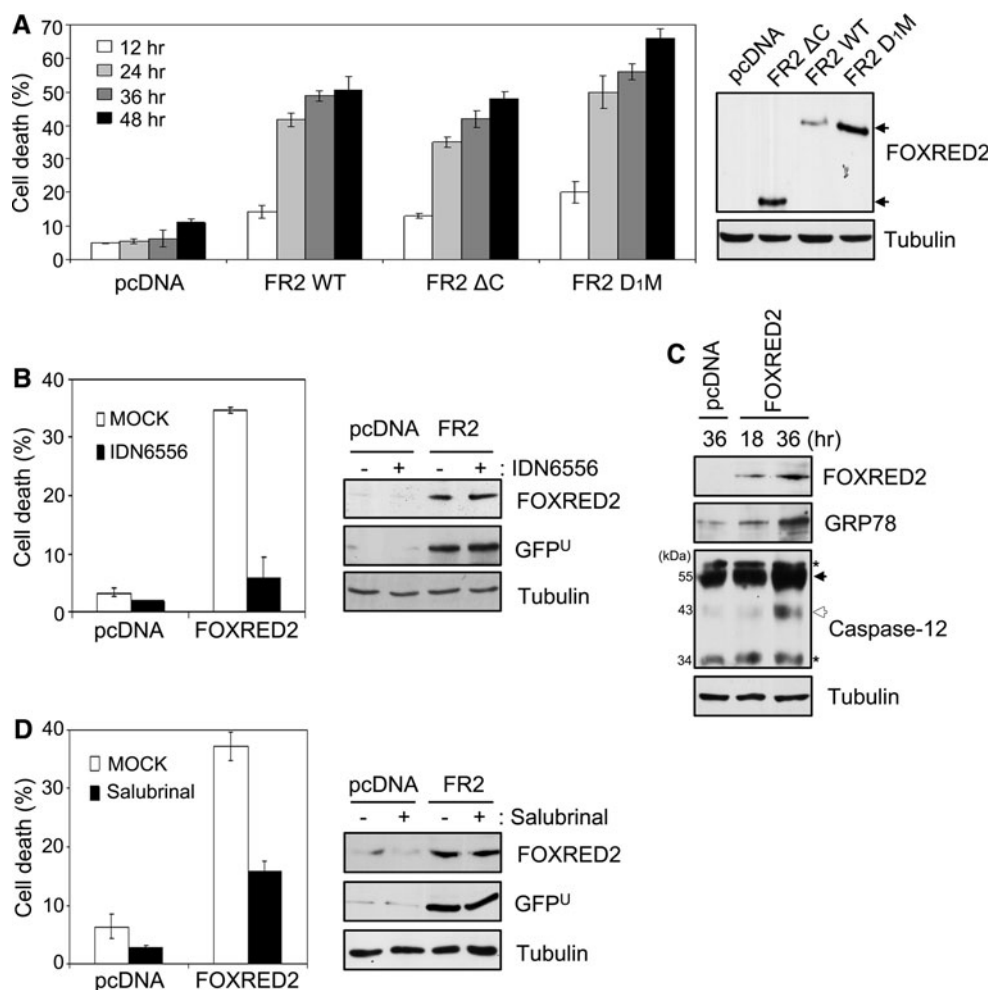 A
Cell death (%)
70
60
50
40
30
20
10
0
12 hr
24 hr
36 hr
48 hr
pcDNA
FR2 WT
FR2 ΔC
FR2 D1M
pcDNA
FR2 ΔC
FR2 WT
FR2 D1M
FOXRED2
Tubulin
B
Cell death (%)
40
30
20
10
0
MOCK
IDN6556
pcDNA
FOXRED2
pcDNA FR2
- + - + : IDN6556
FOXRED2
GFPU
Tubulin
C
pcDNA
FOXRED2
36 18 36 (hr)
FOXRED2
GRP78
(kDa)
55
43
34
*
*
Caspase-12
Tubulin
D
Cell death (%)
40
30
20
10
0
MOCK
Salubrinal
pcDNA
FOXRED2
pcDNA FR2
- + - + : Salubrinal
FOXRED2
GFPU
Tubulin